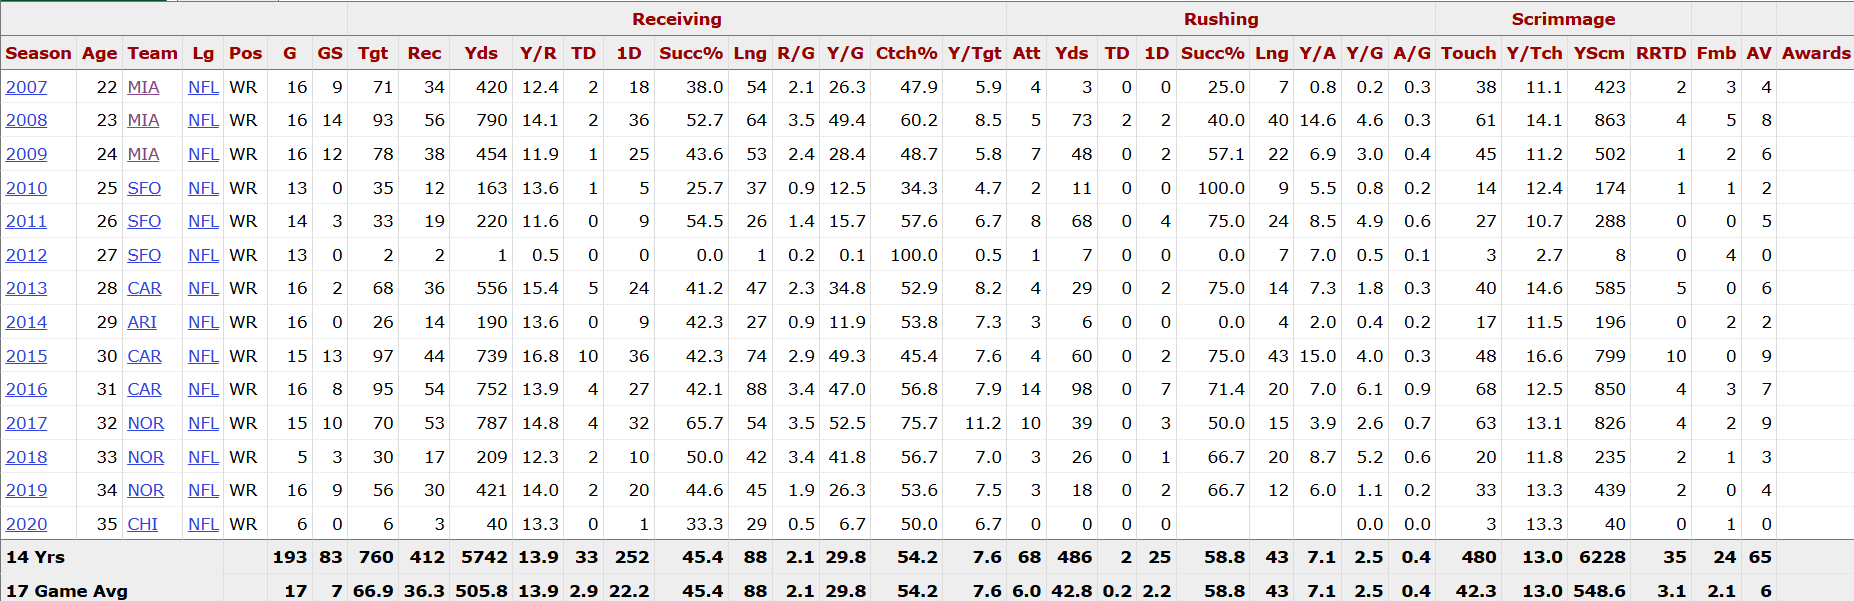 Receiving Rushing Scrimmage
Season Age Team Lg Pos G GS Tgt Rec Yds Y/R TD 1D Succ% Lng R/G Y/G Ctch% Y/Tgt Att Yds TD 1D Succ% Lng Y/A Y/G A/G Touch Y/Tch YScm RRTD Fmb AV Awards
2007 22 MIA NFL WR 16 9 71 34 420 12.4 2 18 38.0 54 2.1 26.3 47.9 5.9 4 3 0 0 25.0 7 0.8 0.2 0.3 38 11.1 423 2 3 4
2008 23 MIA NFL WR 16 14 93 56 790 14.1 2 36 52.7 64 3.5 49.4 60.2 8.5 5 73 2 2 40.0 40 14.6 4.6 0.3 61 14.1 863 4 5 8
2009 24 MIA NFL WR 16 12 78 38 454 11.9 1 25 43.6 53 2.4 28.4 48.7 5.8 7 48 0 2 57.1 22 6.9 3.0 0.4 45 11.2 502 1 2 6
2010 25 SFO NFL WR 13 0 35 12 163 13.6 1 5 25.7 37 0.9 12.5 34.3 4.7 2 11 0 0 100.0 9 5.5 0.8 0.2 14 12.4 174 1 1 2
2011 26 SFO NFL WR 14 3 33 19 220 11.6 0 9 54.5 26 1.4 15.7 57.6 6.7 8 68 0 4 75.0 24 8.5 4.9 0.6 27 10.7 288 0 0 5
2012 27 SFO NFL WR 13 0 2 2 1 0.5 0 0 0.0 1 0.2 0.1 100.0 0.5 1 7 0 0 0.0 7 7.0 0.5 0.1 3 2.7 8 0 4 0
2013 28 CAR NFL WR 16 2 68 36 556 15.4 5 24 41.2 47 2.3 34.8 52.9 8.2 4 29 0 2 75.0 14 7.3 1.8 0.3 40 14.6 585 5 0 6
2014 29 ARI NFL WR 16 0 26 14 190 13.6 0 9 42.3 27 0.9 11.9 53.8 7.3 3 6 0 0 0.0 4 2.0 0.4 0.2 17 11.5 196 0 2 2
2015 30 CAR NFL WR 15 13 97 44 739 16.8 10 36 42.3 74 2.9 49.3 45.4 7.6 4 60 0 2 75.0 43 15.0 4.0 0.3 48 16.6 799 10 0 9
2016 31 CAR NFL WR 16 8 95 54 752 13.9 4 27 42.1 88 3.4 47.0 56.8 7.9 14 98 0 7 71.4 20 7.0 6.1 0.9 68 12.5 850 4 3 7
2017 32 NOR NFL WR 15 10 70 53 787 14.8 4 32 65.7 54 3.5 52.5 75.7 11.2 10 39 0 3 50.0 15 3.9 2.6 0.7 63 13.1 826 4 2 9
2018 33 NOR NFL WR 5 3 30 17 209 12.3 2 10 50.0 42 3.4 41.8 56.7 7.0 3 26 0 1 66.7 20 8.7 5.2 0.6 20 11.8 235 2 1 3
2019 34 NOR NFL WR 16 9 56 30 421 14.0 2 20 44.6 45 1.9 26.3 53.6 7.5 3 18 0 2 66.7 12 6.0 1.1 0.2 33 13.3 439 2 0 4
2020 35 CHI NFL WR 6 0 6 3 40 13.3 0 1 33.3 29 0.5 6.7 50.0 6.7 0 0 0 0 0.0 0.0 3 13.3 40 0 1 0
14 Yrs 193 83 760 412 5742 13.9 33 252 45.4 88 2.1 29.8 54.2 7.6 68 486 2 25 58.8 43 7.1 2.5 0.4 480 13.0 6228 35 24 65
17 Game Avg 17 7 66.9 36.3 505.8 13.9 2.9 22.2 45.4 88 2.1 29.8 54.2 7.6 6.0 42.8 0.2 2.2 58.8 43 7.1 2.5 0.4 42.3 13.0 548.6 3.1 2.1 6